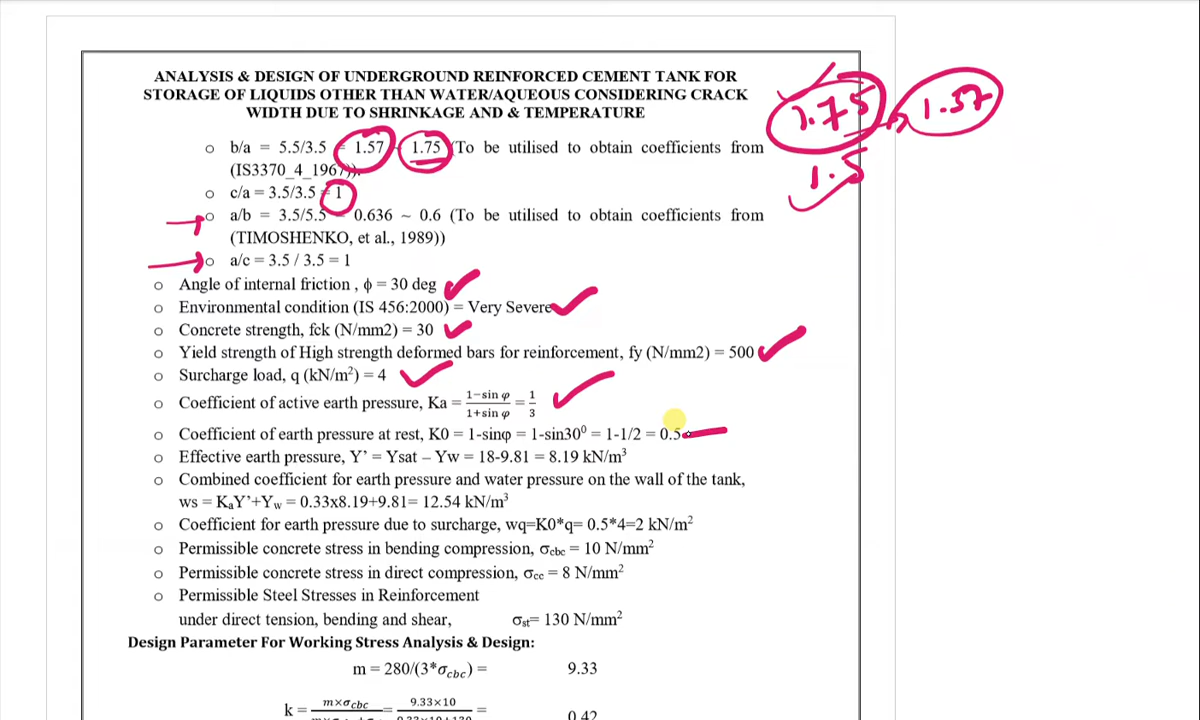 ANALYSIS & DESIGN OF UNDERGROUND REINFORCED CEMENT TANK FOR
STORAGE OF LIQUIDS OTHER THAN WATER/AQUEOUS CONSIDERING CRACK
WIDTH DUE TO SHRINKAGE AND & TEMPERATURE
1.75 1.57
1.5
o b/a = 5.5/3.5 = 1.57 ~ 1.75 (To be utilised to obtain coefficients from
(IS3370_4_1967)).
o c/a = 3.5/3.5 = 1
o a/b = 3.5/5.5 = 0.636 ~ 0.6 (To be utilised to obtain coefficients from
(TIMOSHENKO, et al., 1989))
o a/c = 3.5 / 3.5 = 1
o Angle of internal friction , ϕ = 30 deg
o Environmental condition (IS 456:2000) = Very Severe
o Concrete strength, fck (N/mm2) = 30
o Yield strength of High strength deformed bars for reinforcement, fy (N/mm2) = 500
o Surcharge load, q (kN/m²) = 4
o Coefficient of active earth pressure, Ka = (1−sin φ)/(1+sin φ) = 1/3
o Coefficient of earth pressure at rest, K0 = 1-sinφ = 1-sin30⁰ = 1-1/2 = 0.5
o Effective earth pressure, Y' = Ysat – Yw = 18-9.81 = 8.19 kN/m³
o Combined coefficient for earth pressure and water pressure on the wall of the tank,
ws = KₐY'+Yw = 0.33x8.19+9.81= 12.54 kN/m³
o Coefficient for earth pressure due to surcharge, wq=K0*q= 0.5*4=2 kN/m²
o Permissible concrete stress in bending compression, σcbc = 10 N/mm²
o Permissible concrete stress in direct compression, σcc = 8 N/mm²
o Permissible Steel Stresses in Reinforcement
under direct tension, bending and shear, σst= 130 N/mm²
Design Parameter For Working Stress Analysis & Design:
m = 280/(3*σcbc) = 9.33
k = m×σcbc = 9.33×10 = 0.42